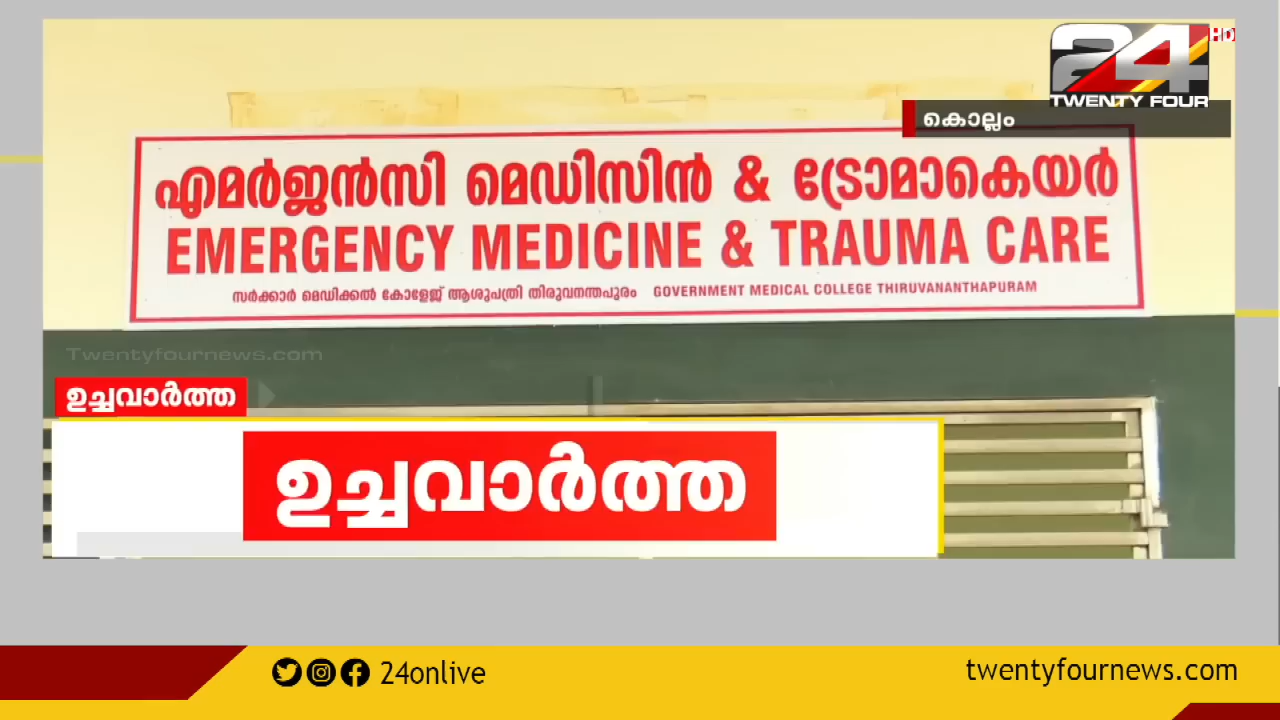 24 HD
TWENTY FOUR
കൊല്ലം
എമർജൻസി മെഡിസിൻ & ട്രോമാകെയർ
EMERGENCY MEDICINE & TRAUMA CARE
സർക്കാർ മെഡിക്കൽ കോളേജ് ആശുപത്രി തിരുവനന്തപുരം GOVERNMENT MEDICAL COLLEGE THIRUVANANTHAPURAM
Twentyfournews.com
ഉച്ചവാർത്ത
ഉച്ചവാർത്ത
24onlive
twentyfournews.com